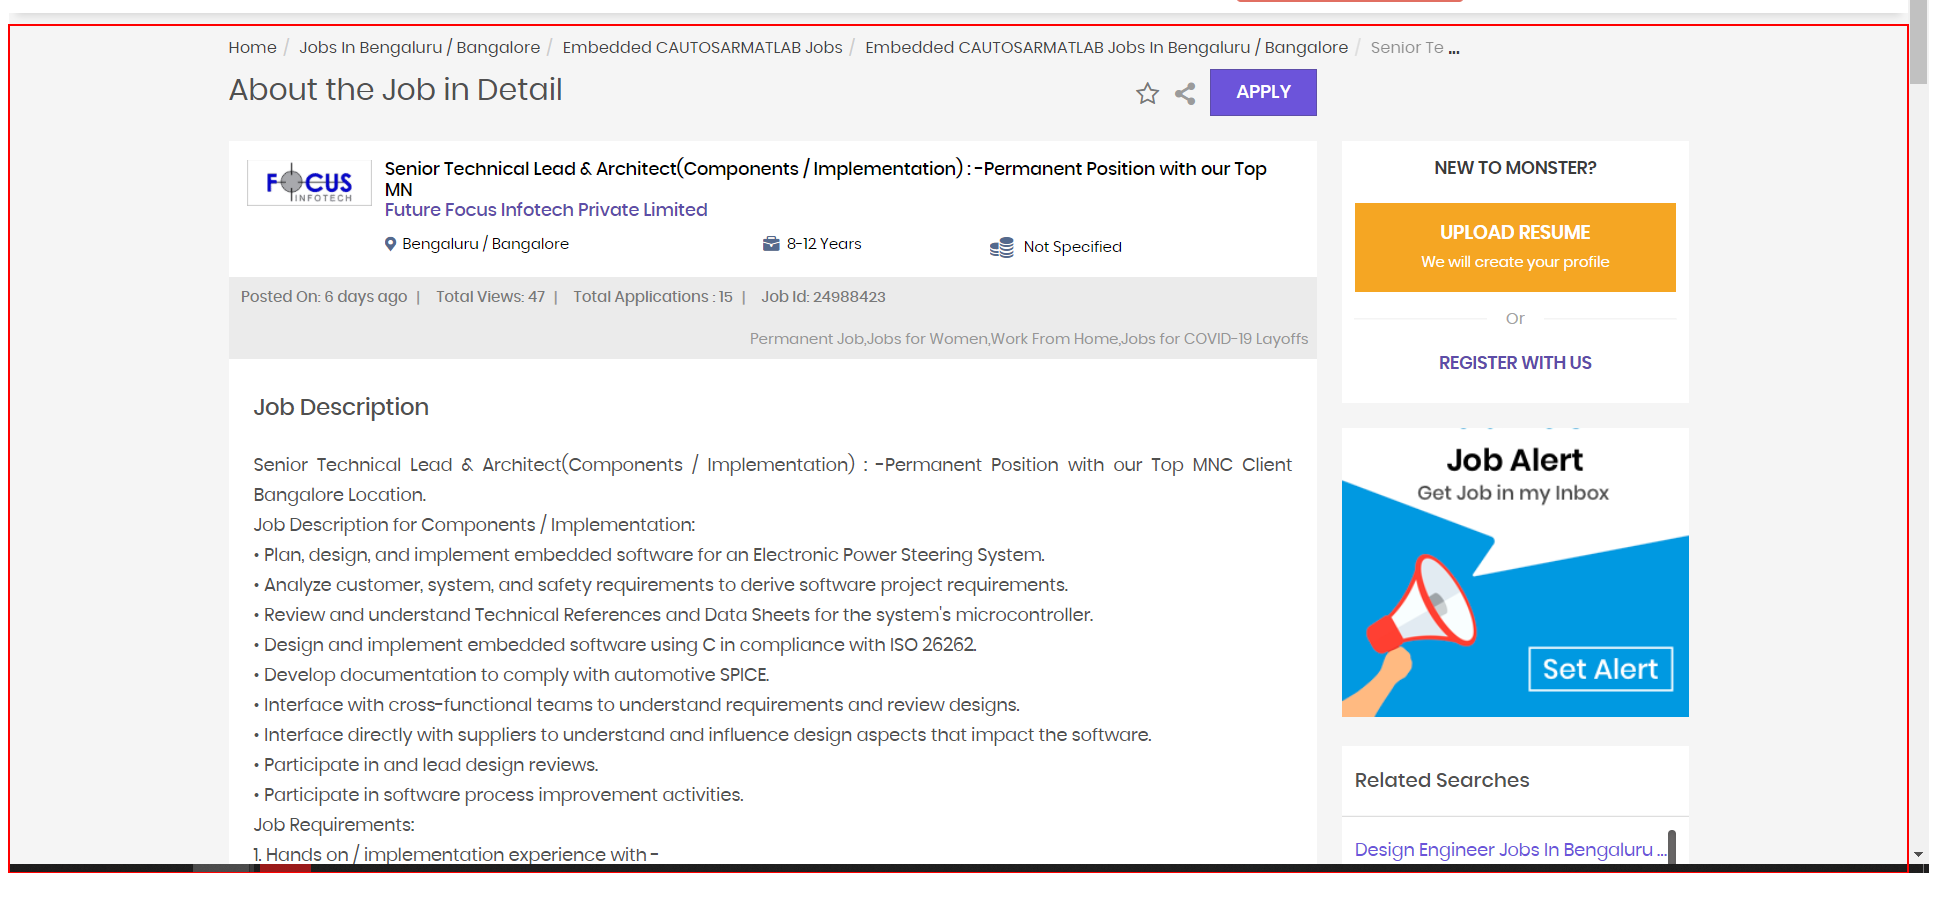 Home / Jobs In Bengaluru / Bangalore / Embedded CAUTOSARMATLAB Jobs / Embedded CAUTOSARMATLAB Jobs In Bengaluru / Bangalore / Senior Te ...
About the Job in Detail
APPLY
FOCUS
INFOTECH
Senior Technical Lead & Architect(Components / Implementation) : -Permanent Position with our Top
MN
Future Focus Infotech Private Limited
Bengaluru / Bangalore
8-12 Years
Not Specified
Posted On: 6 days ago | Total Views: 47 | Total Applications : 15 | Job Id: 24988423
Permanent Job,Jobs for Women,Work From Home,Jobs for COVID-19 Layoffs
Job Description
Senior Technical Lead & Architect(Components / Implementation) : -Permanent Position with our Top MNC Client
Bangalore Location.
Job Description for Components / Implementation:
• Plan, design, and implement embedded software for an Electronic Power Steering System.
• Analyze customer, system, and safety requirements to derive software project requirements.
• Review and understand Technical References and Data Sheets for the system's microcontroller.
• Design and implement embedded software using C in compliance with ISO 26262.
• Develop documentation to comply with automotive SPICE.
• Interface with cross-functional teams to understand requirements and review designs.
• Interface directly with suppliers to understand and influence design aspects that impact the software.
• Participate in and lead design reviews.
• Participate in software process improvement activities.
Job Requirements:
1. Hands on / implementation experience with -
NEW TO MONSTER?
UPLOAD RESUME
We will create your profile
Or
REGISTER WITH US
Job Alert
Get Job in my Inbox
Set Alert
Related Searches
Design Engineer Jobs In Bengaluru ...